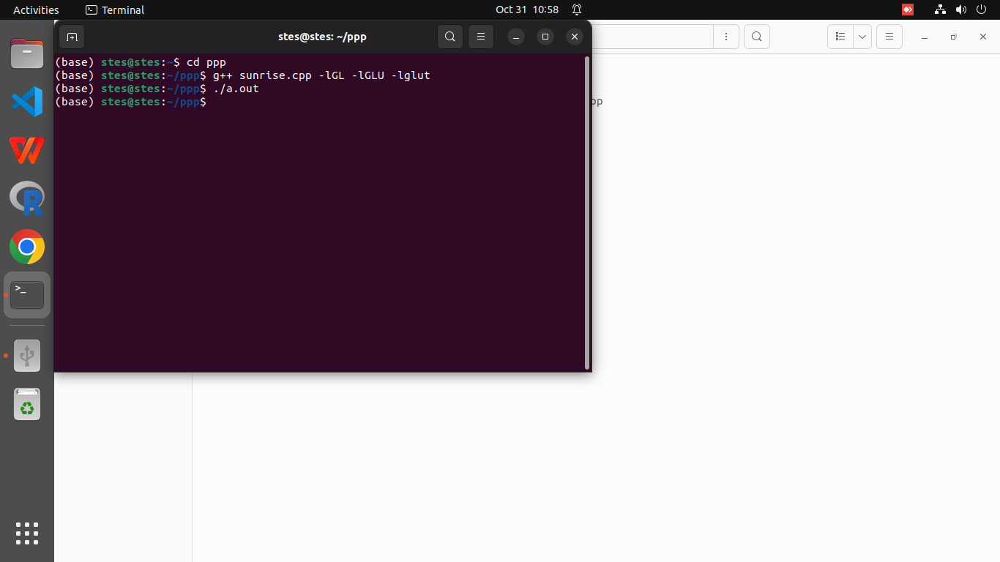 Activities
Terminal
Oct 31 10:58
stes@stes: ~/ppp
(base) stes@stes:~$ cd ppp
(base) stes@stes:~/ppp$ g++ sunrise.cpp -lGL -lGLU -lglut
(base) stes@stes:~/ppp$ ./a.out
(base) stes@stes:~/ppp$